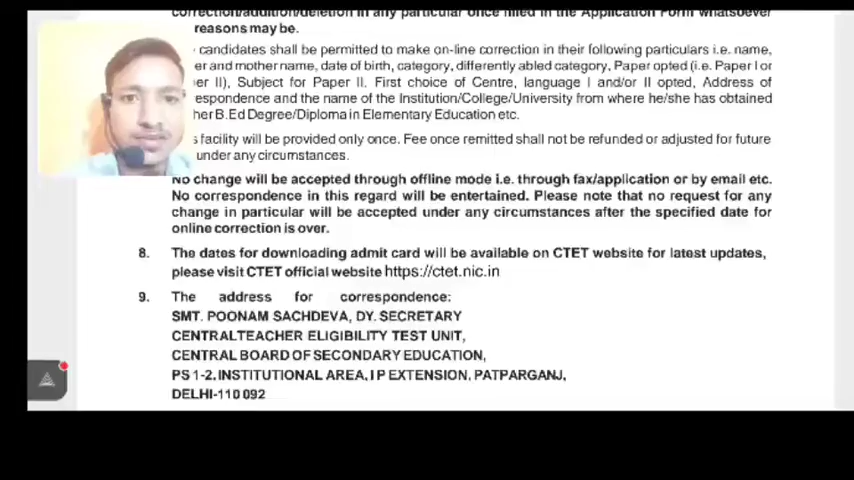 correction/addition/deletion in any particular once filled in the Application Form whatsoever
reasons may be.
candidates shall be permitted to make on-line correction in their following particulars i.e. name,
er and mother name, date of birth, category, differently abled category, Paper opted (i.e. Paper I or
er II), Subject for Paper II, First choice of Centre, language I and/or II opted, Address of
espondence and the name of the Institution/College/University from where he/she has obtained
her B.Ed Degree/Diploma in Elementary Education etc.
s facility will be provided only once. Fee once remitted shall not be refunded or adjusted for future
under any circumstances.
No change will be accepted through offline mode i.e. through fax/application or by email etc.
No correspondence in this regard will be entertained. Please note that no request for any
change in particular will be accepted under any circumstances after the specified date for
online correction is over.
8. The dates for downloading admit card will be available on CTET website for latest updates,
please visit CTET official website https://ctet.nic.in
9. The address for correspondence:
SMT. POONAM SACHDEVA, DY. SECRETARY
CENTRALTEACHER ELIGIBILITY TEST UNIT,
CENTRAL BOARD OF SECONDARY EDUCATION,
PS 1-2, INSTITUTIONAL AREA, I P EXTENSION, PATPARGANJ,
DELHI-110 092